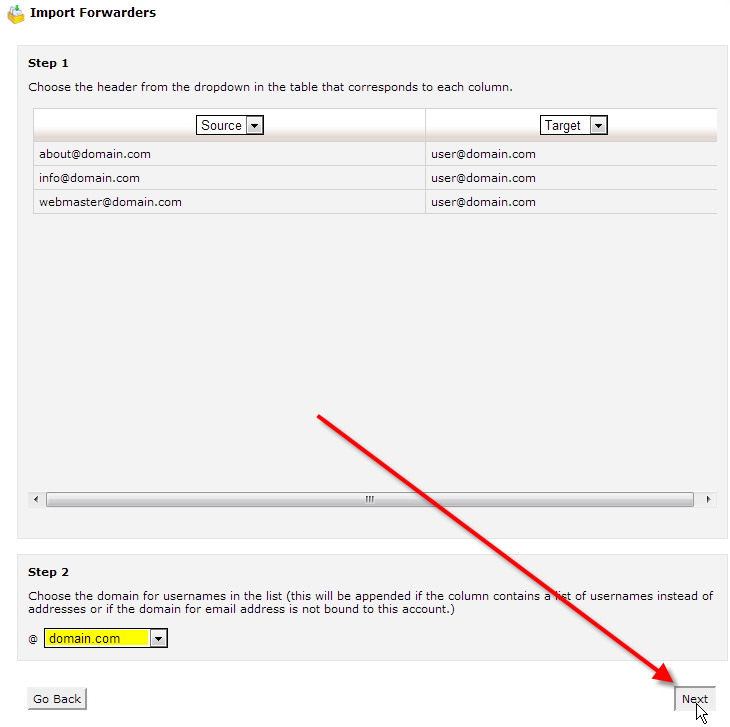 Import Forwarders
Step 1
Choose the header from the dropdown in the table that corresponds to each column.
Source Target
about@domain.com user@domain.com
info@domain.com user@domain.com
webmaster@domain.com user@domain.com
Step 2
Choose the domain for usernames in the list (this will be appended if the column contains a list of usernames instead of
addresses or if the domain for email address is not bound to this account.)
@ domain.com
Go Back Next